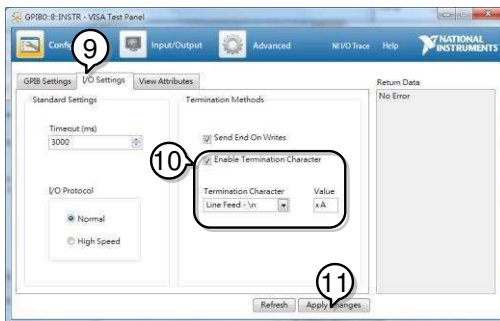 GPIB0::8::INSTR - VISA Test Panel
Input/Output
Advanced
NI I/O Trace
Help
NATIONAL
INSTRUMENTS
9
GPIB Settings
I/O Settings
View Attributes
Return Data
No Error
Standard Settings
Timeout (ms)
3000
I/O Protocol
Normal
High Speed
Termination Methods
Send End On Writes
10
Enable Termination Character
Termination Character
Value
Line Feed - \n
xA
11
Refresh
Apply Changes